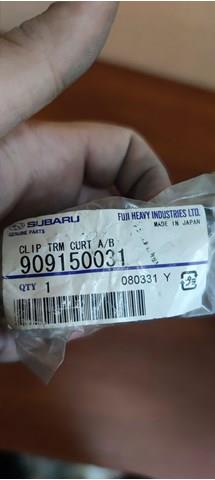 SUBARU FUJI HEAVY INDUSTRIES LTD.
GENUINE PARTS MADE IN JAPAN
CLIP TRM CURT A/B
909150031
QTY 1 080331 Y